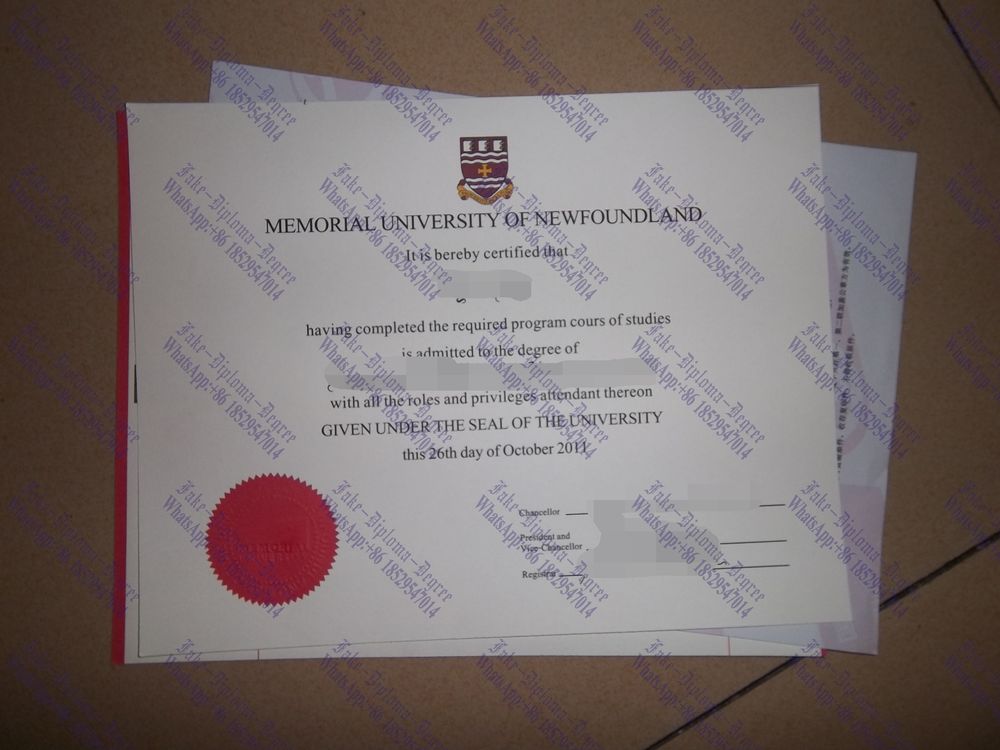 MEMORIAL UNIVERSITY OF NEWFOUNDLAND
It is bereby certified that
having completed the required program cours of studies
is admitted to the degree of
with all the roles and privileges attendant thereon
GIVEN UNDER THE SEAL OF THE UNIVERSITY
this 26th day of October 2011
Chancellor
President and
Vice-Chancellor
Registrar
Fake-Diploma-Degree
WhatsApp:+86 18529547014